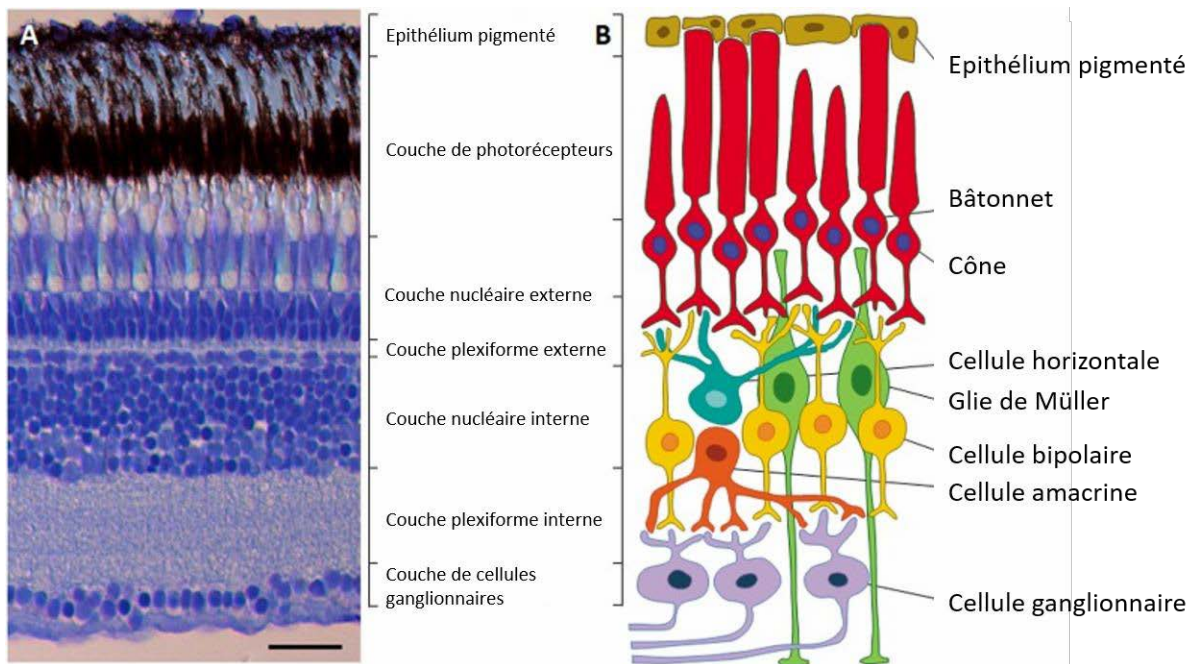 A
Epithélium pigmenté
Couche de photorécepteurs
Couche nucléaire externe
Couche plexiforme externe
Couche nucléaire interne
Couche plexiforme interne
Couche de cellules
ganglionnaires
B
Epithélium pigmenté
Bâtonnet
Cône
Cellule horizontale
Glie de Müller
Cellule bipolaire
Cellule amacrine
Cellule ganglionnaire